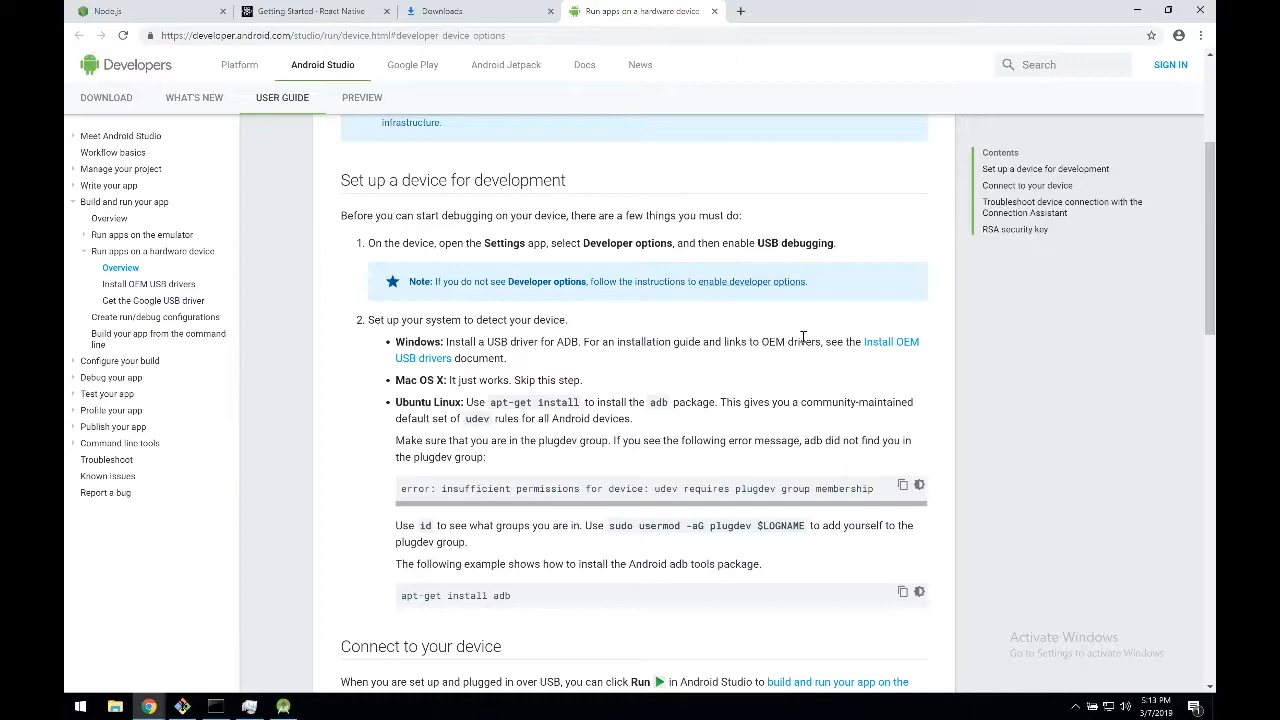 Node.js
Getting Started · React Native
Downloads
Run apps on a hardware device
https://developer.android.com/studio/run/device.html#developer-device-options
Developers
Platform
Android Studio
Google Play
Android Jetpack
Docs
News
Search
SIGN IN
DOWNLOAD
WHAT'S NEW
USER GUIDE
PREVIEW
Meet Android Studio
Workflow basics
Manage your project
Write your app
Build and run your app
Overview
Run apps on the emulator
Run apps on a hardware device
Overview
Install OEM USB drivers
Get the Google USB driver
Create run/debug configurations
Build your app from the command
line
Configure your build
Debug your app
Test your app
Profile your app
Publish your app
Command line tools
Troubleshoot
Known issues
Report a bug
infrastructure.
Set up a device for development
Before you can start debugging on your device, there are a few things you must do:
1. On the device, open the Settings app, select Developer options, and then enable USB debugging.
Note: If you do not see Developer options, follow the instructions to enable developer options.
2. Set up your system to detect your device.
• Windows: Install a USB driver for ADB. For an installation guide and links to OEM drivers, see the Install OEM
USB drivers document.
• Mac OS X: It just works. Skip this step.
• Ubuntu Linux: Use apt-get install to install the adb package. This gives you a community-maintained
default set of udev rules for all Android devices.
Make sure that you are in the plugdev group. If you see the following error message, adb did not find you in
the plugdev group:
error: insufficient permissions for device: udev requires plugdev group membership
Use id to see what groups you are in. Use sudo usermod -aG plugdev $LOGNAME to add yourself to the
plugdev group.
The following example shows how to install the Android adb tools package.
apt-get install adb
Connect to your device
When you are set up and plugged in over USB, you can click Run in Android Studio to build and run your app on the
Contents
Set up a device for development
Connect to your device
Troubleshoot device connection with the
Connection Assistant
RSA security key
Activate Windows
Go to Settings to activate Windows.
5:13 PM
3/7/2019